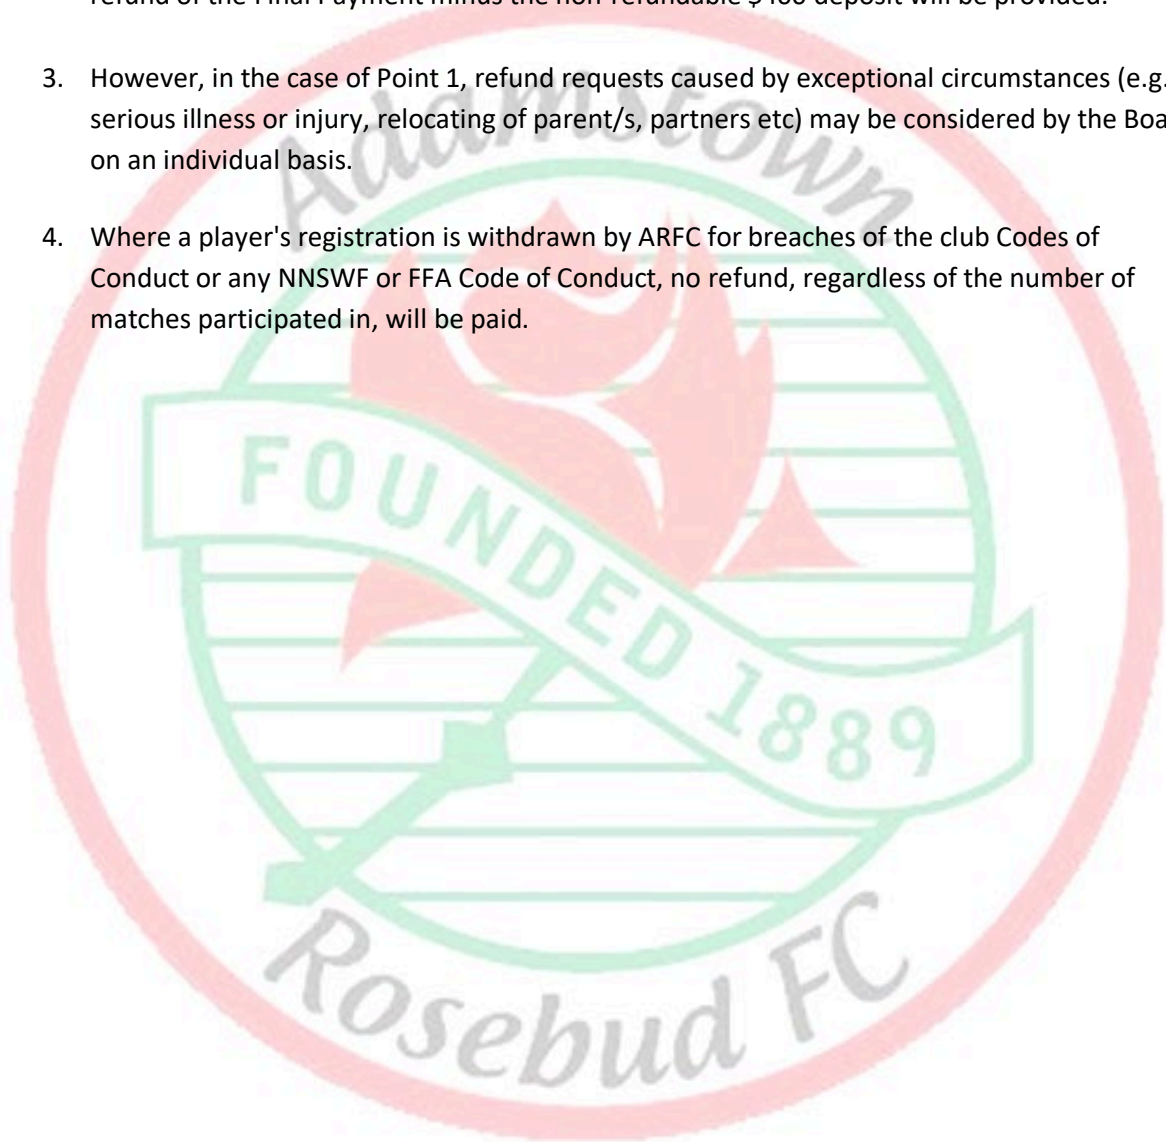 refund of the Final Payment minus the non-refundable $400 deposit will be provided.
3. However, in the case of Point 1, refund requests caused by exceptional circumstances (e.g.
serious illness or injury, relocating of parent/s, partners etc) may be considered by the Boa
on an individual basis.
4. Where a player's registration is withdrawn by ARFC for breaches of the club Codes of
Conduct or any NNSWF or FFA Code of Conduct, no refund, regardless of the number of
matches participated in, will be paid.
Adamstown
FOUNDED 1889
Rosebud FC